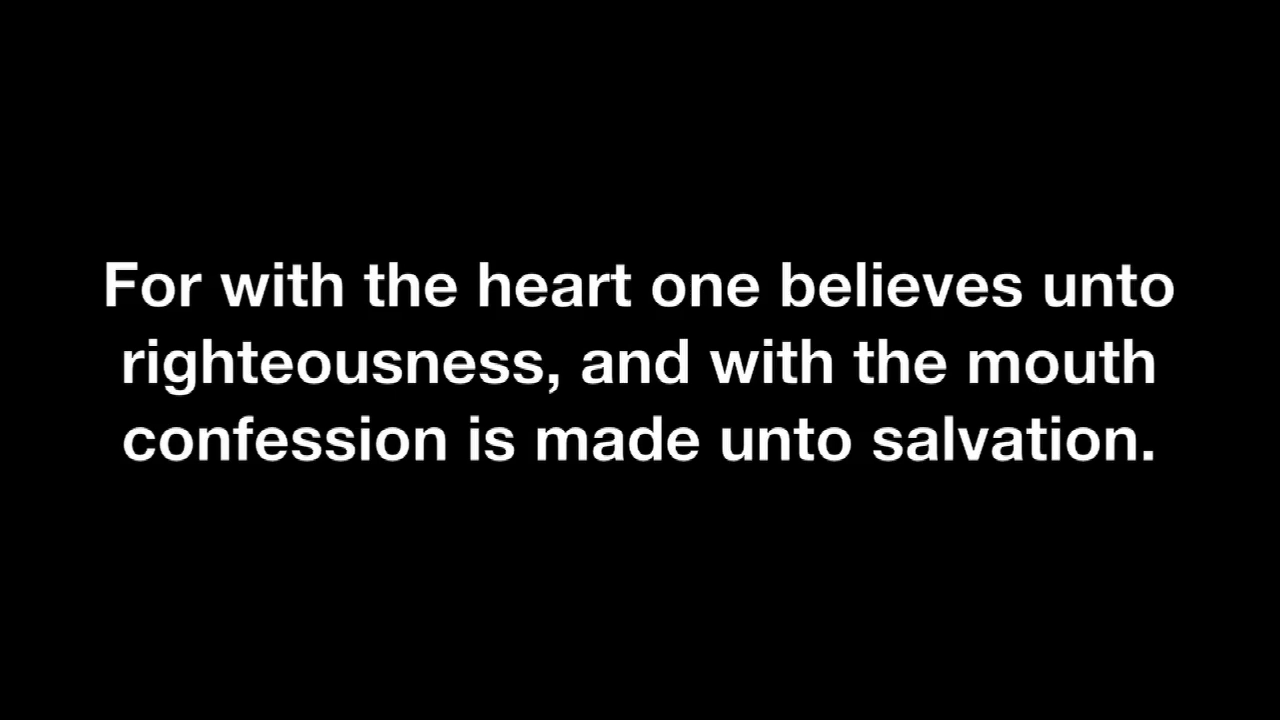 For with the heart one believes unto
righteousness, and with the mouth
confession is made unto salvation.